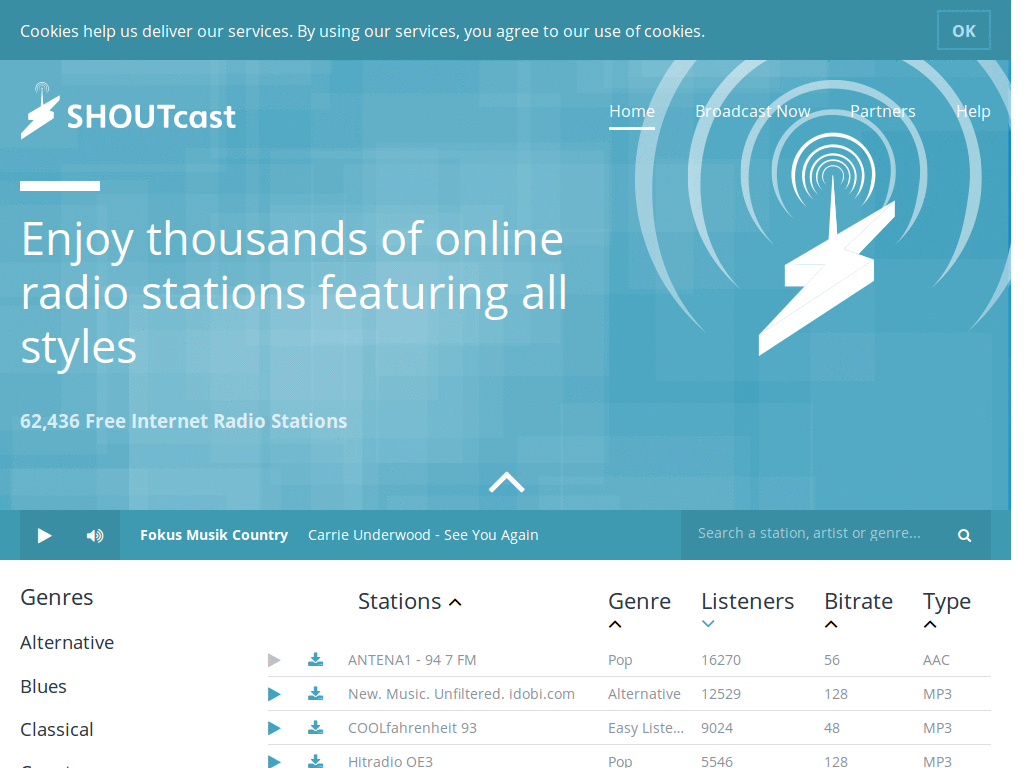 Cookies help us deliver our services. By using our services, you agree to our use of cookies.
OK
SHOUTcast
Home Broadcast Now Partners Help
Enjoy thousands of online
radio stations featuring all
styles
62,436 Free Internet Radio Stations
Fokus Musik Country Carrie Underwood - See You Again
Search a station, artist or genre...
Genres
Alternative
Blues
Classical
Stations Genre Listeners Bitrate Type
ANTENA1 - 94 7 FM Pop 16270 56 AAC
New. Music. Unfiltered. idobi.com Alternative 12529 128 MP3
COOLfahrenheit 93 Easy Liste... 9024 48 MP3
Hitradio OE3 Pop 5546 128 MP3